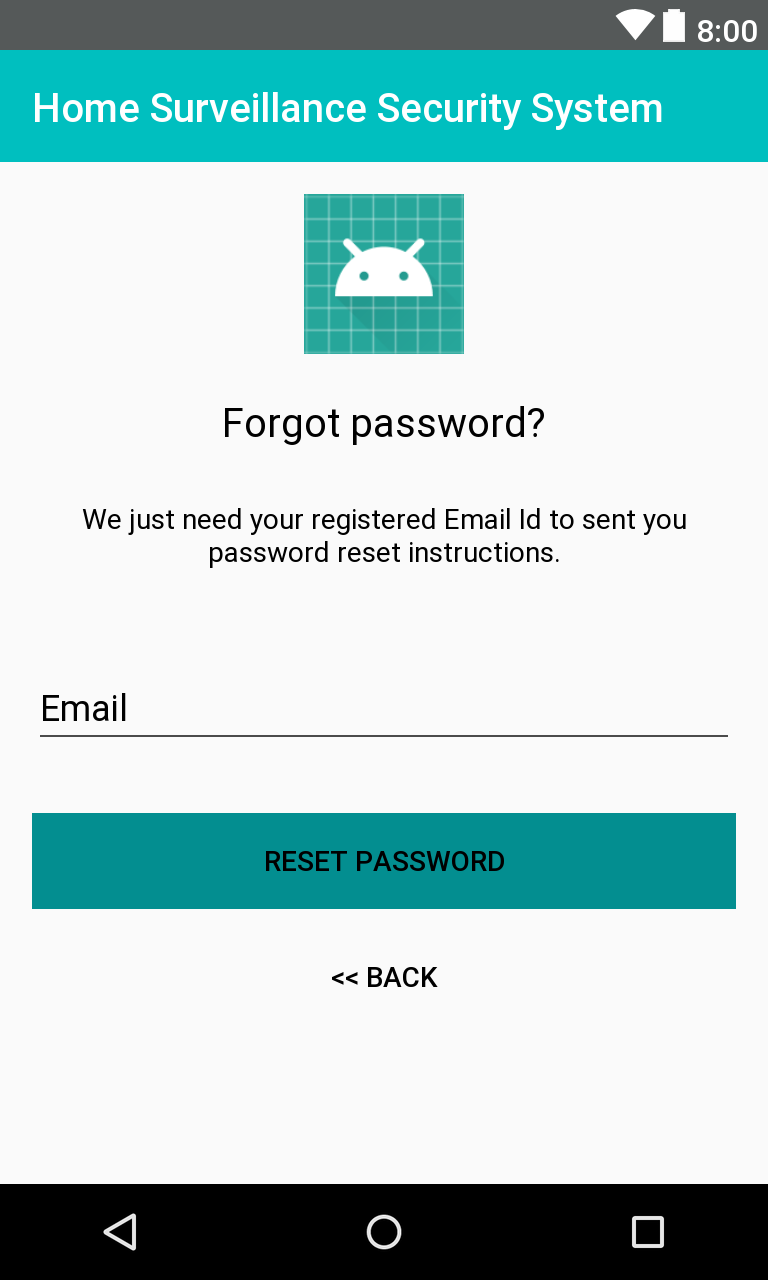 8:00
Home Surveillance Security System
Forgot password?
We just need your registered Email Id to sent you
password reset instructions.
Email
RESET PASSWORD
<< BACK